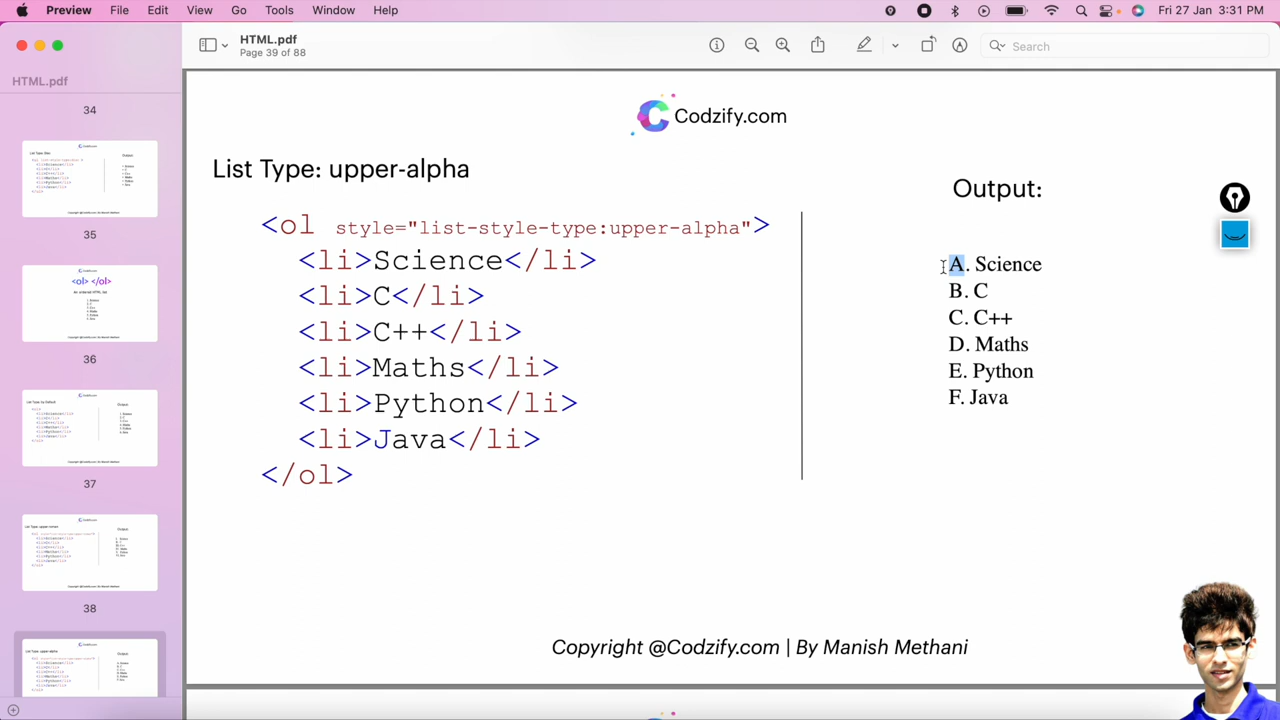 Preview File Edit View Go Tools Window Help Fri 27 Jan 3:31 PM
HTML.pdf
Page 39 of 88
Search
HTML.pdf
34
35
36
37
38
Codzify.com
List Type: upper-alpha
<ol style="list-style-type:upper-alpha">
<li>Science</li>
<li>C</li>
<li>C++</li>
<li>Maths</li>
<li>Python</li>
<li>Java</li>
</ol>
Output:
A. Science
B. C
C. C++
D. Maths
E. Python
F. Java
Copyright @Codzify.com | By Manish Methani